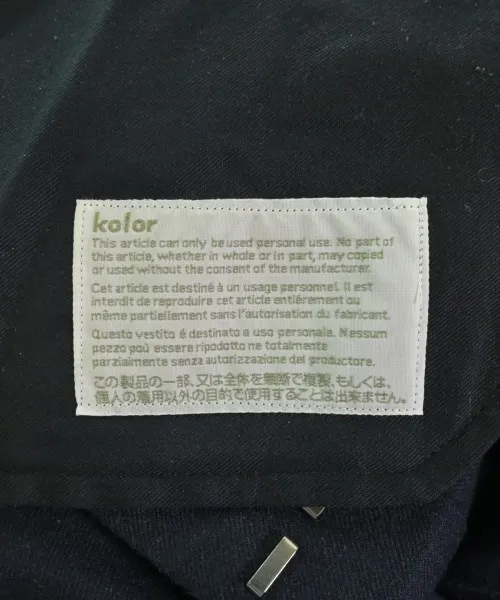 kolor
This article can only be used personal use. No part of
this article, whether in whole or in part, may copied
or used without the consent of the manufacturer.
Cet article est destiné à un usage personnel. Il est
interdit de reproduire cet article entiérement ou
même partiellement sans l'autorisation du fabricant.
Questo vestito é destinato a uso personale. Nessum
pezzo poú essere ripodotto ne totalmente
parzialmente senza autorizzazione del productore.
この製品の一部、又は全体を無断で複製、もしくは、
個人の着用以外の目的で使用することは出来ません。